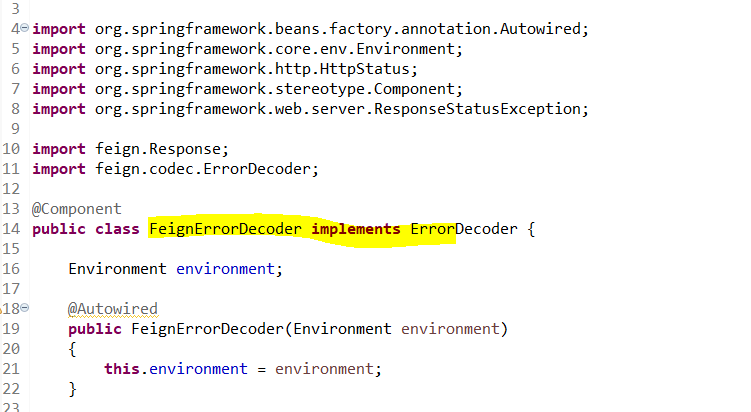 3
4 import org.springframework.beans.factory.annotation.Autowired;
5 import org.springframework.core.env.Environment;
6 import org.springframework.http.HttpStatus;
7 import org.springframework.stereotype.Component;
8 import org.springframework.web.server.ResponseStatusException;
9
10 import feign.Response;
11 import feign.codec.ErrorDecoder;
12
13 @Component
14 public class FeignErrorDecoder implements ErrorDecoder {
15
16     Environment environment;
17
18     @Autowired
19     public FeignErrorDecoder(Environment environment)
20     {
21         this.environment = environment;
22     }
23